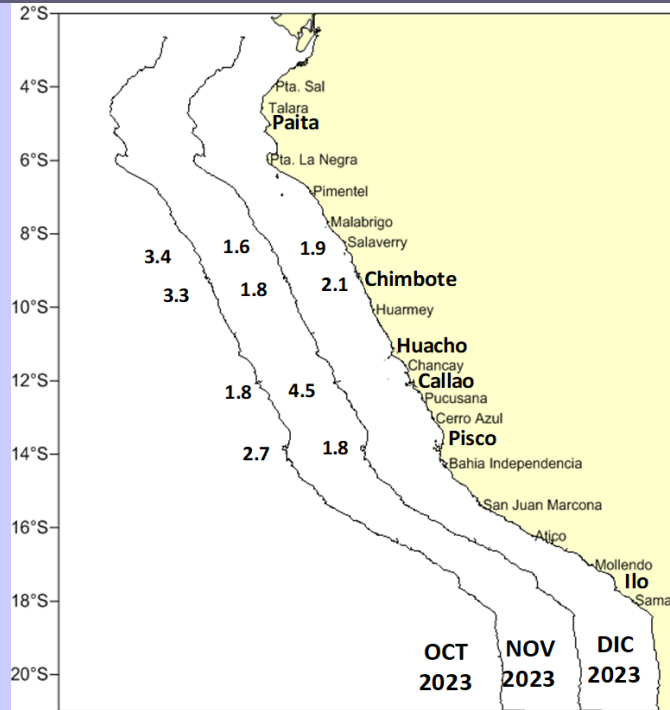 2°S
4°S
Pta. Sal
Talara
Paita
6°S
Pta. La Negra
Pimentel
Malabrigo
8°S
Salaverry
3.4
1.6
1.9
Chimbote
3.3
1.8
2.1
10°S
Huarmey
Huacho
Chancay
12°S
Callao
1.8
4.5
Pucusana
Cerro Azul
Pisco
14°S
2.7
1.8
Bahia Independencia
San Juan Marcona
16°S
Atico
Mollendo
Ilo
18°S
Sama
OCT
2023
NOV
2023
DIC
2023
20°S